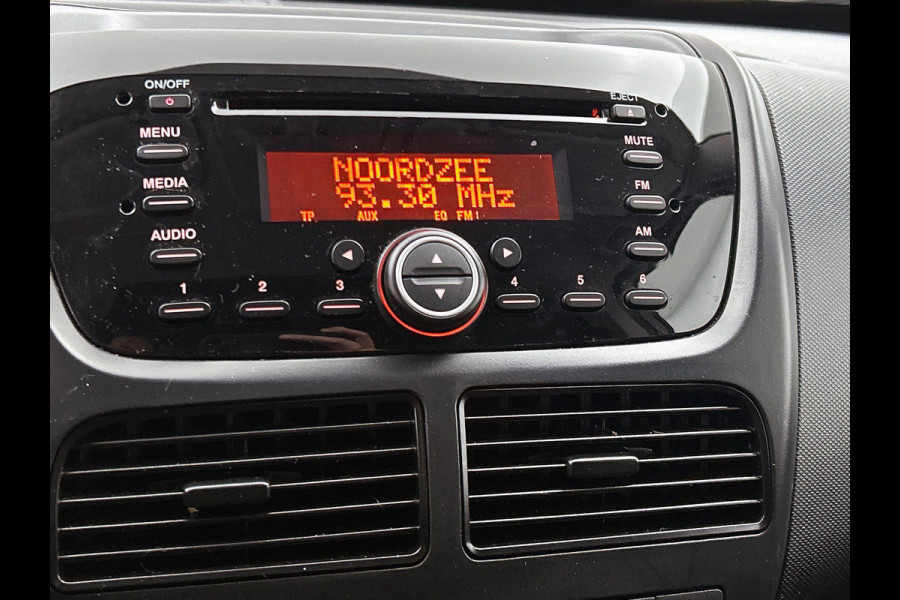 ON/OFF
EJECT
MENU
MUTE
NOORDZEE
93.30 MHz
TP AUX EQ FM
MEDIA
FM
AUDIO
AM
1 2 3 4 5 6